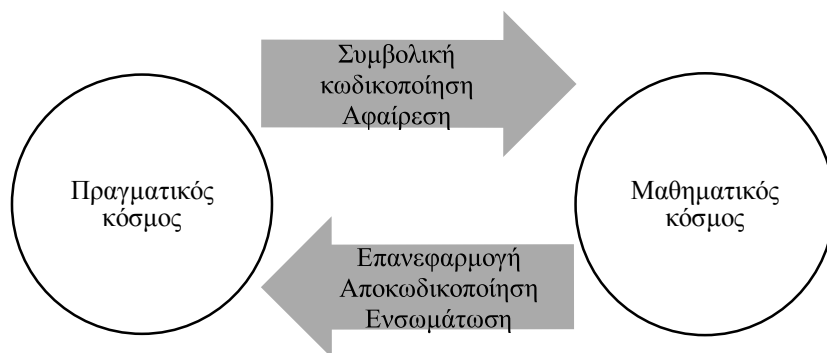 Συμβολική
κωδικοποίηση
Αφαίρεση
Πραγματικός
κόσμος
Μαθηματικός
κόσμος
Επανεφαρμογή
Αποκωδικοποίηση
Ενσωμάτωση